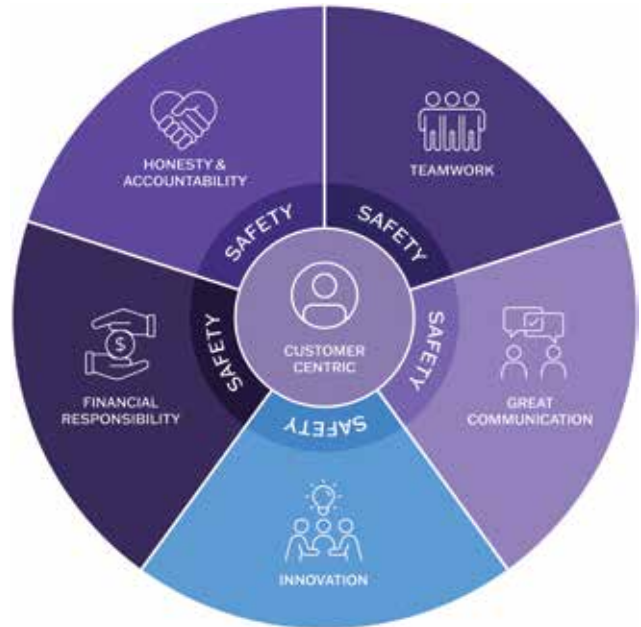 HONESTY &
ACCOUNTABILITY
TEAMWORK
SAFETY
SAFETY
$
FINANCIAL
RESPONSIBILITY
SAFETY
CUSTOMER
CENTRIC
SAFETY
GREAT
COMMUNICATION
SAFETY
INNOVATION